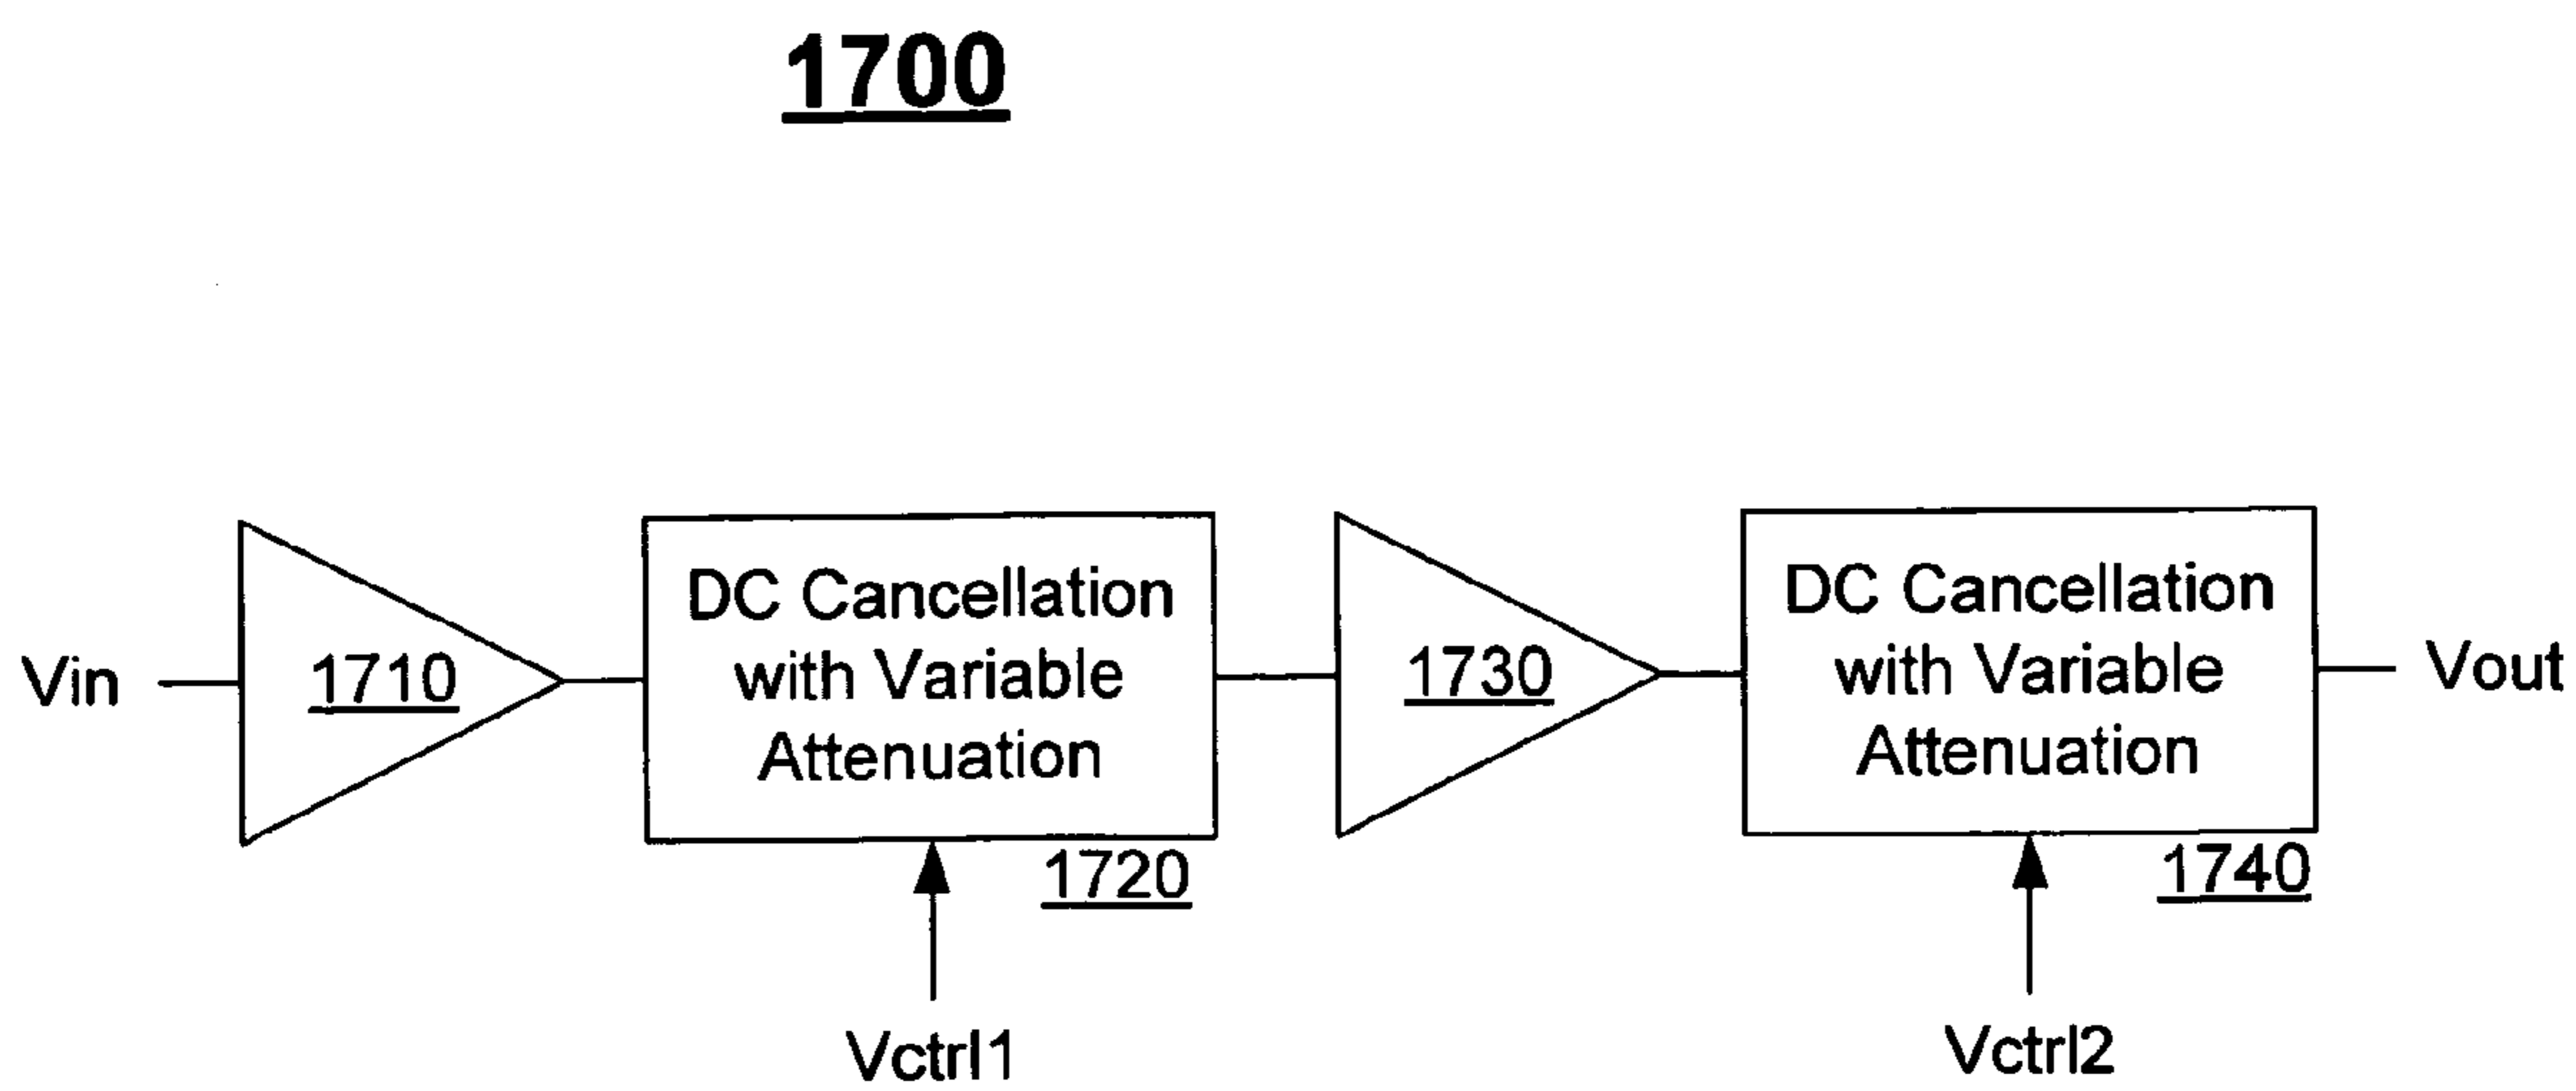 1700
Vin
1710
DC Cancellation
with Variable
Attenuation
1720
Vctrl1
1730
DC Cancellation
with Variable
Attenuation
1740
Vctrl2
Vout